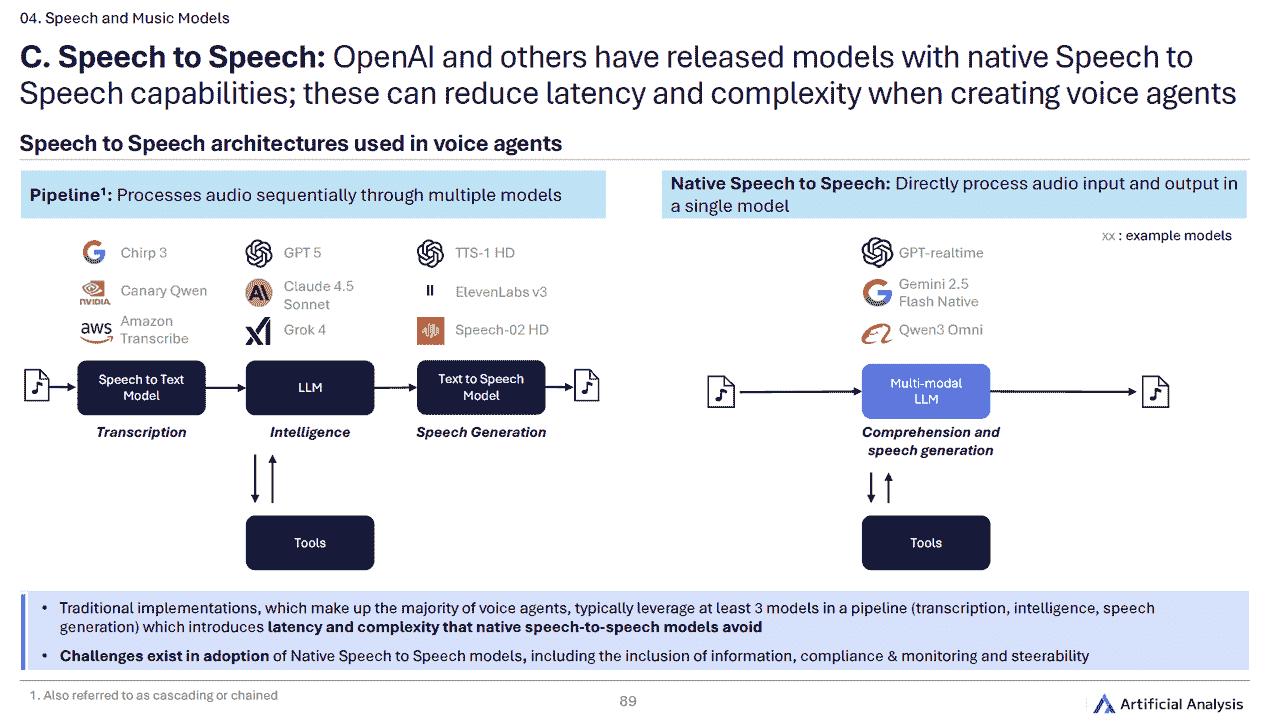 04. Speech and Music Models
C. Speech to Speech: OpenAI and others have released models with native Speech to
Speech capabilities; these can reduce latency and complexity when creating voice agents
Speech to Speech architectures used in voice agents
Pipeline¹: Processes audio sequentially through multiple models
Chirp 3
GPT 5
TTS-1 HD
NVIDIA
Canary Qwen
Claude 4.5
Sonnet
ElevenLabs v3
aws
Amazon
Transcribe
Grok 4
Speech-02 HD
Speech to Text
Model
LLM
Text to Speech
Model
Transcription
Intelligence
Speech Generation
Tools
Native Speech to Speech: Directly process audio input and output in
a single model
xx : example models
GPT-realtime
Gemini 2.5
Flash Native
Qwen3 Omni
Multi-modal
LLM
Comprehension and
speech generation
Tools
• Traditional implementations, which make up the majority of voice agents, typically leverage at least 3 models in a pipeline (transcription, intelligence, speech
generation) which introduces latency and complexity that native speech-to-speech models avoid
• Challenges exist in adoption of Native Speech to Speech models, including the inclusion of information, compliance & monitoring and steerability
1. Also referred to as cascading or chained
89
Artificial Analysis